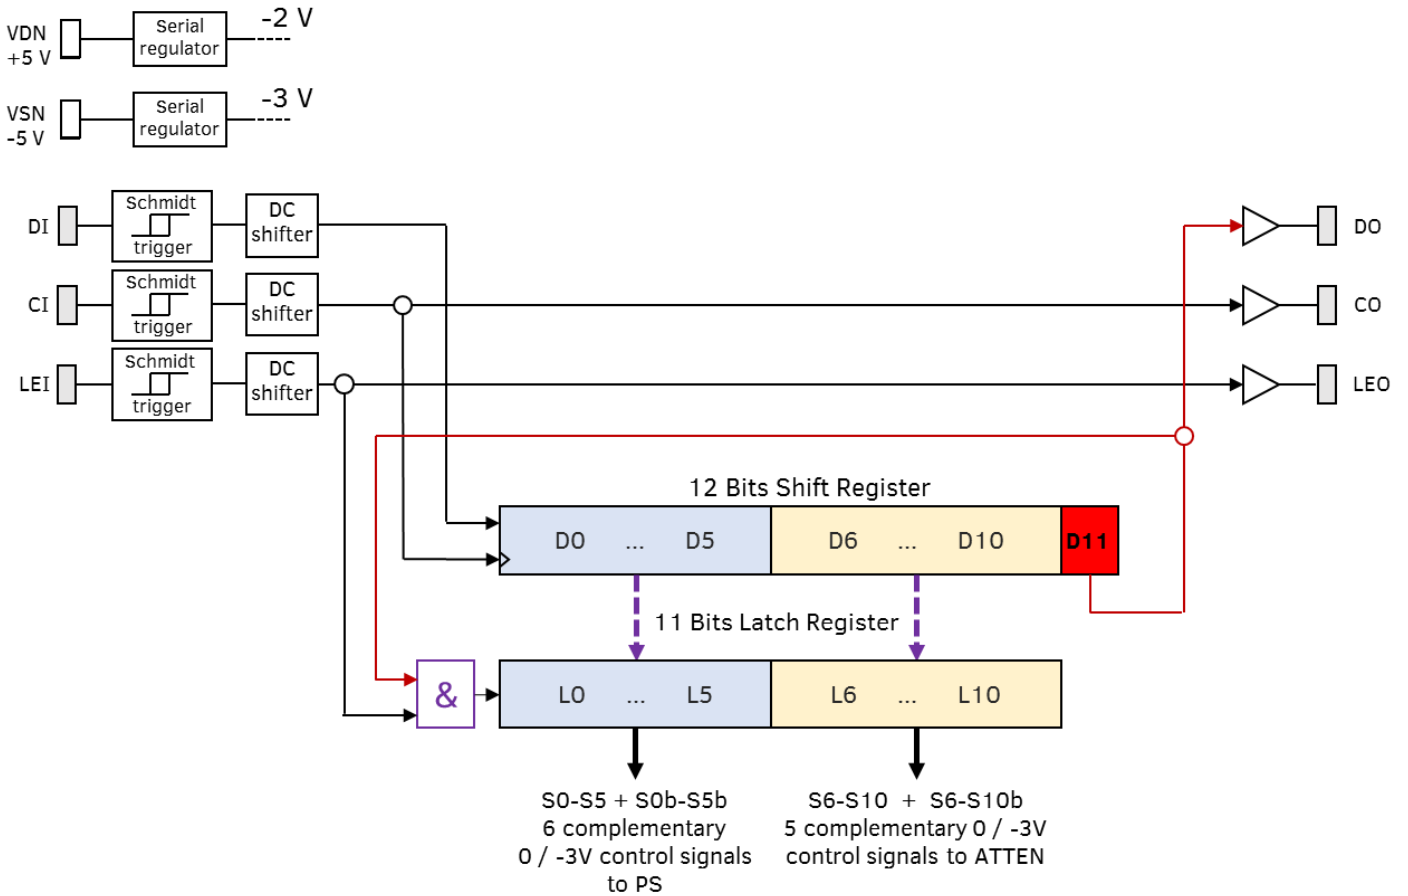 VDN
+5 V
Serial
regulator
-2 V
VSN
-5 V
Serial
regulator
-3 V
DI
Schmidt
trigger
DC
shifter
DO
CI
Schmidt
trigger
DC
shifter
CO
LEI
Schmidt
trigger
DC
shifter
LEO
12 Bits Shift Register
D0 ... D5
D6 ... D10
D11
11 Bits Latch Register
&
L0 ... L5
L6 ... L10
S0-S5 + S0b-S5b
6 complementary
0 / -3V control signals
to PS
S6-S10 + S6-S10b
5 complementary 0 / -3V
control signals to ATTEN